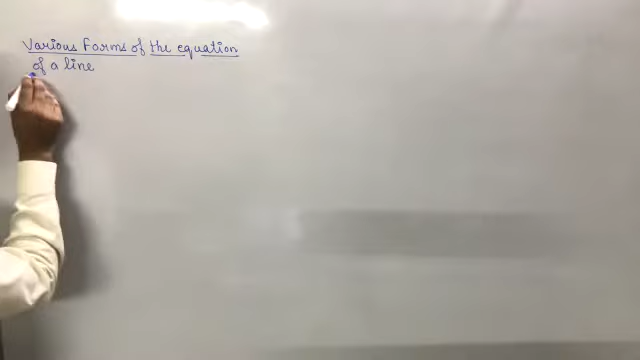 Various Forms of the equation
of a line